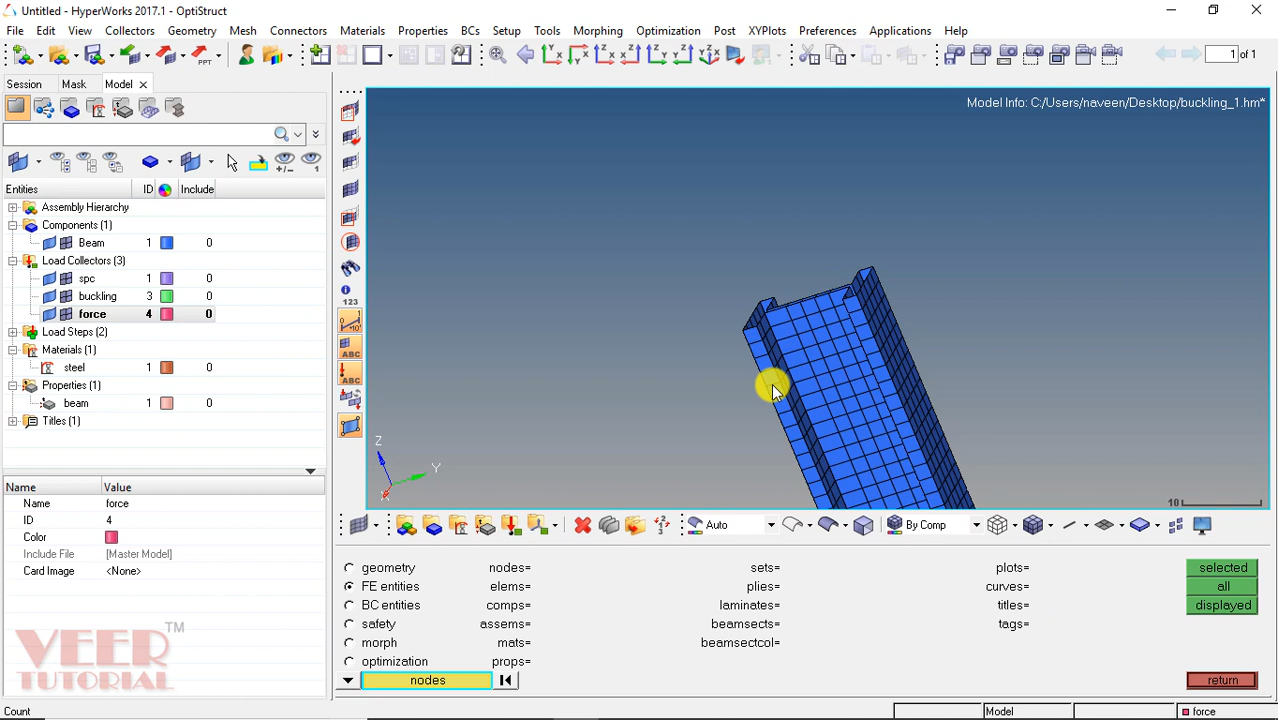 Untitled - HyperWorks 2017.1 - OptiStruct
File Edit View Collectors Geometry Mesh Connectors Materials Properties BCs Setup Tools Morphing Optimization Post XYPlots Preferences Applications Help
PPT
1 of 1
Session Mask Model
Model Info: C:/Users/naveen/Desktop/buckling_1.hm*
Entities ID Include
Assembly Hierarchy
Components (1)
Beam 1 0
Load Collectors (3)
spc 1 0
buckling 3 0
force 4 0
Load Steps (2)
Materials (1)
steel 1 0
Properties (1)
beam 1 0
Titles (1)
123
ABC
ABC
Z
Y
X
10
Name Value
Name force
ID 4
Color
Include File [Master Model]
Card Image <None>
Auto By Comp
geometry nodes= sets= plots= selected
FE entities elems= plies= curves= all
BC entities comps= laminates= titles= displayed
safety assems= beamsects= tags=
morph mats= beamsectcol=
optimization props=
nodes return
VEER TM
TUTORIAL
Count Model force